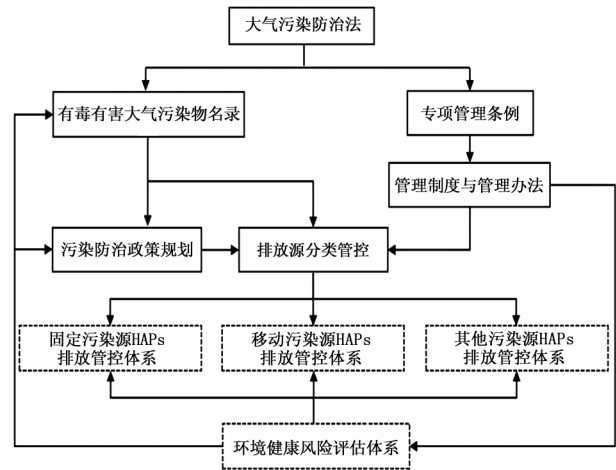 大气污染防治法
有毒有害大气污染物名录
专项管理条例
管理制度与管理办法
污染防治政策规划
排放源分类管控
固定污染源HAPs
排放管控体系
移动污染源HAPs
排放管控体系
其他污染源HAPs
排放管控体系
环境健康风险评估体系